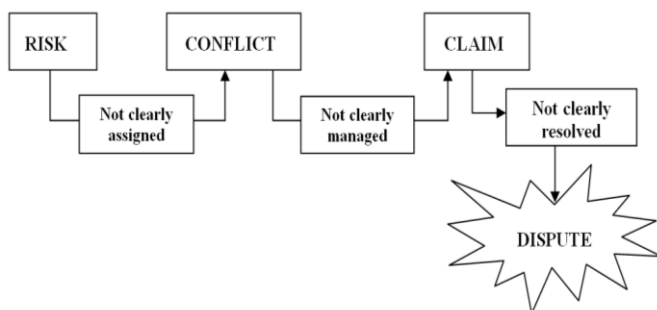 RISK
CONFLICT
CLAIM
Not clearly
assigned
Not clearly
managed
Not clearly
resolved
DISPUTE